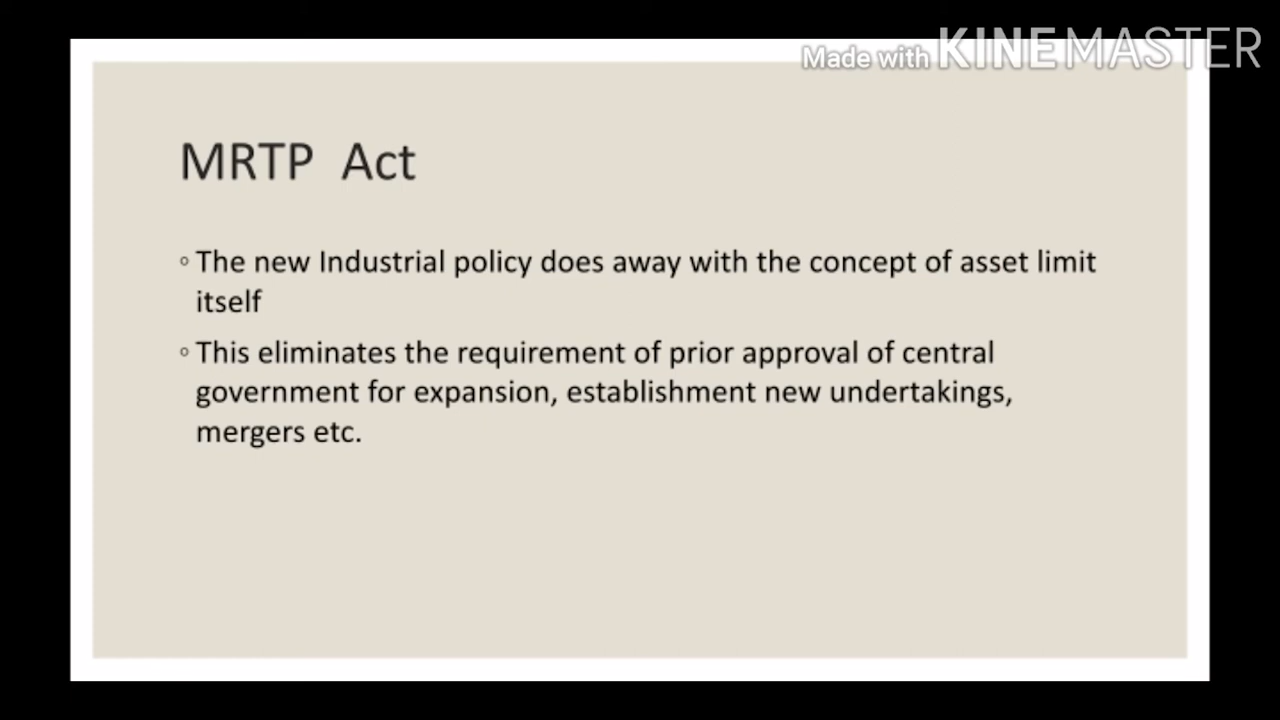 Made with KINEMASTER
MRTP Act
◦ The new Industrial policy does away with the concept of asset limit
itself
◦ This eliminates the requirement of prior approval of central
government for expansion, establishment new undertakings,
mergers etc.